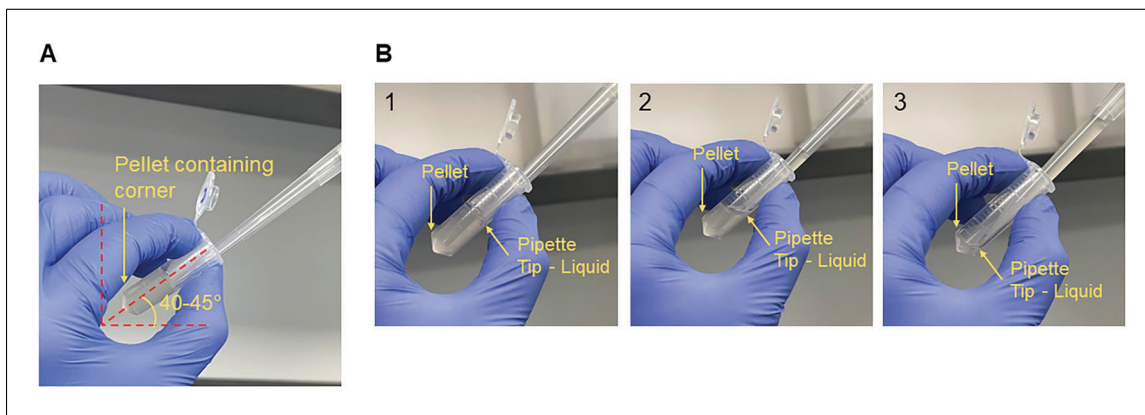 A
B
Pellet containing
corner
40-45°
1
Pellet
Pipette
Tip - Liquid
2
Pellet
Pipette
Tip - Liquid
3
Pellet
Pipette
Tip - Liquid